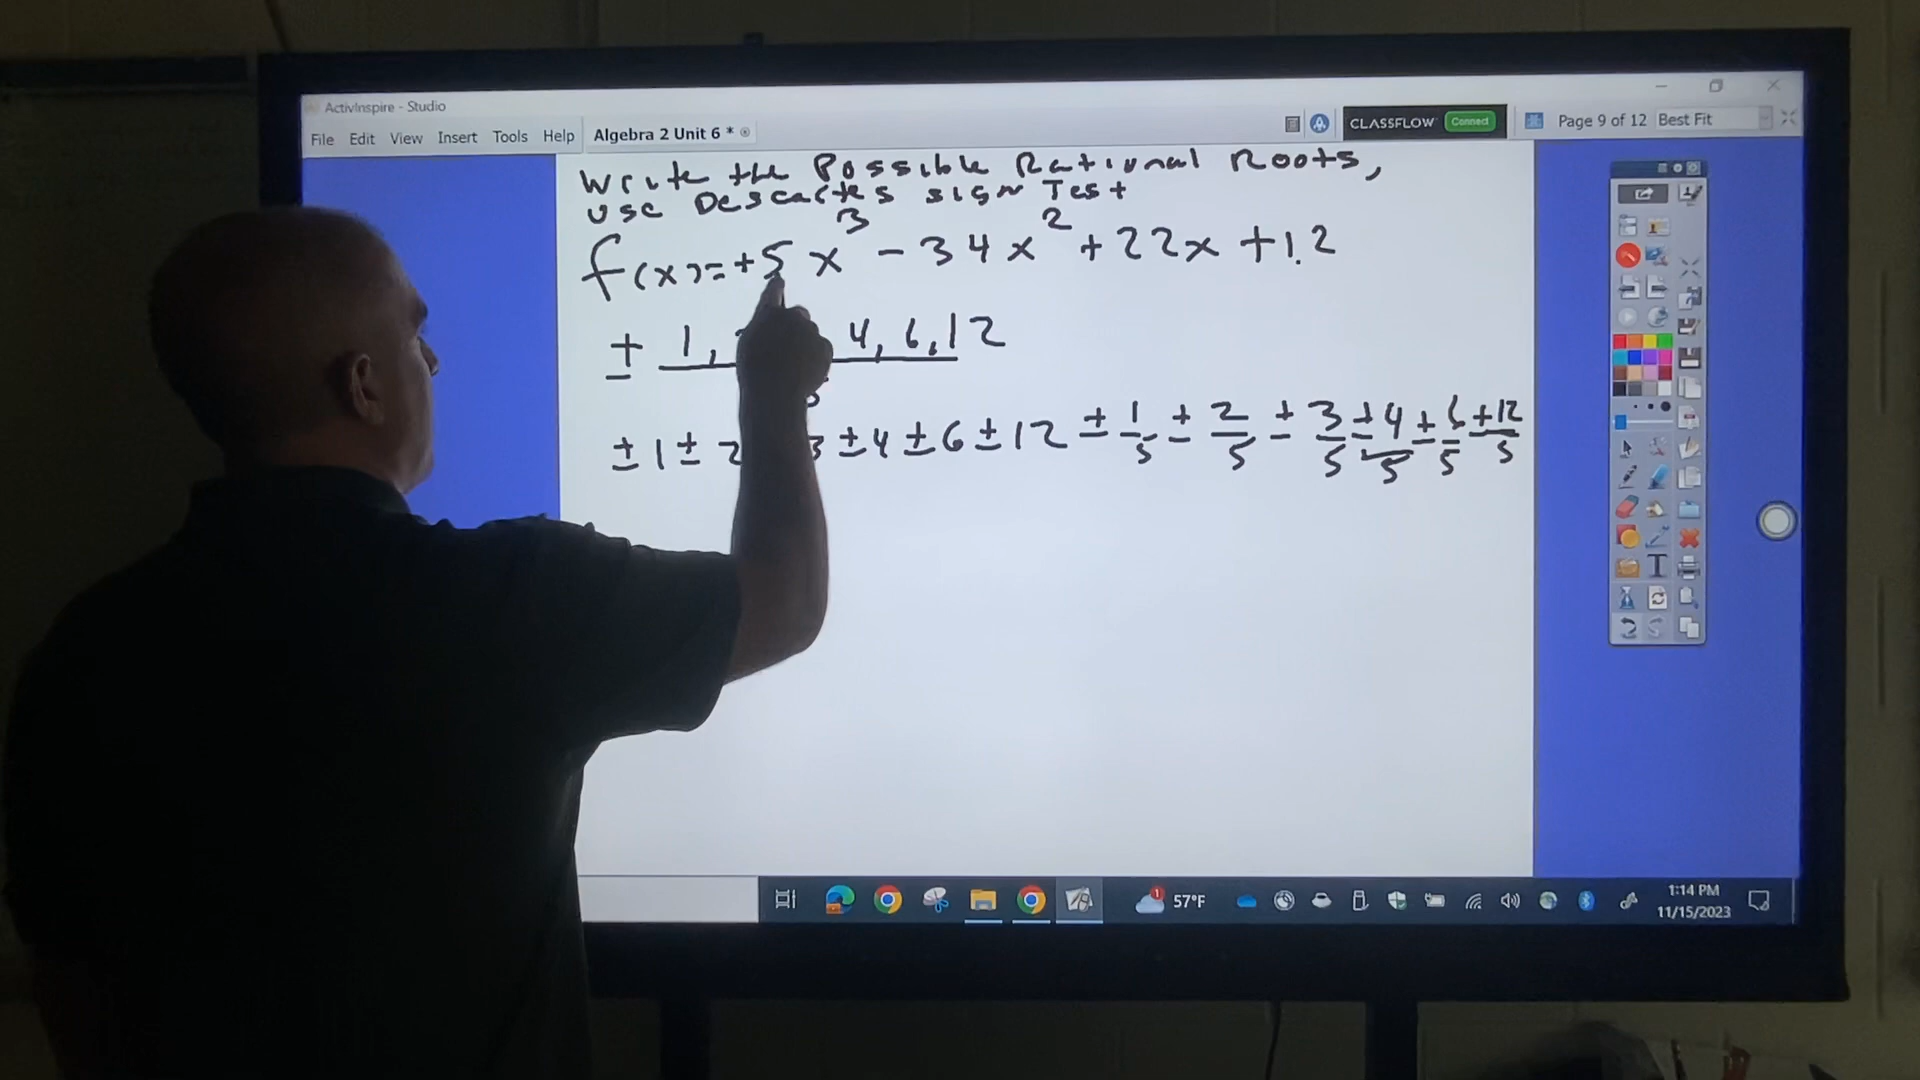 ActivInspire - Studio
File Edit View Insert Tools Help
Algebra 2 Unit 6 *
CLASSFLOW Connect
Page 9 of 12 Best Fit
Write the Possible Rational Roots,
use Descartes sign Test
f(x)=+5x³ - 34x² + 22x + 12
± 1, 4, 6, 12
± 1 ± 2 3 ± 4 ± 6 ± 12 ± 1/5 ± 2/5 ± 3/5 ± 4/5 ± 6/5 ± 12/5
1 57°F
1:14 PM
11/15/2023